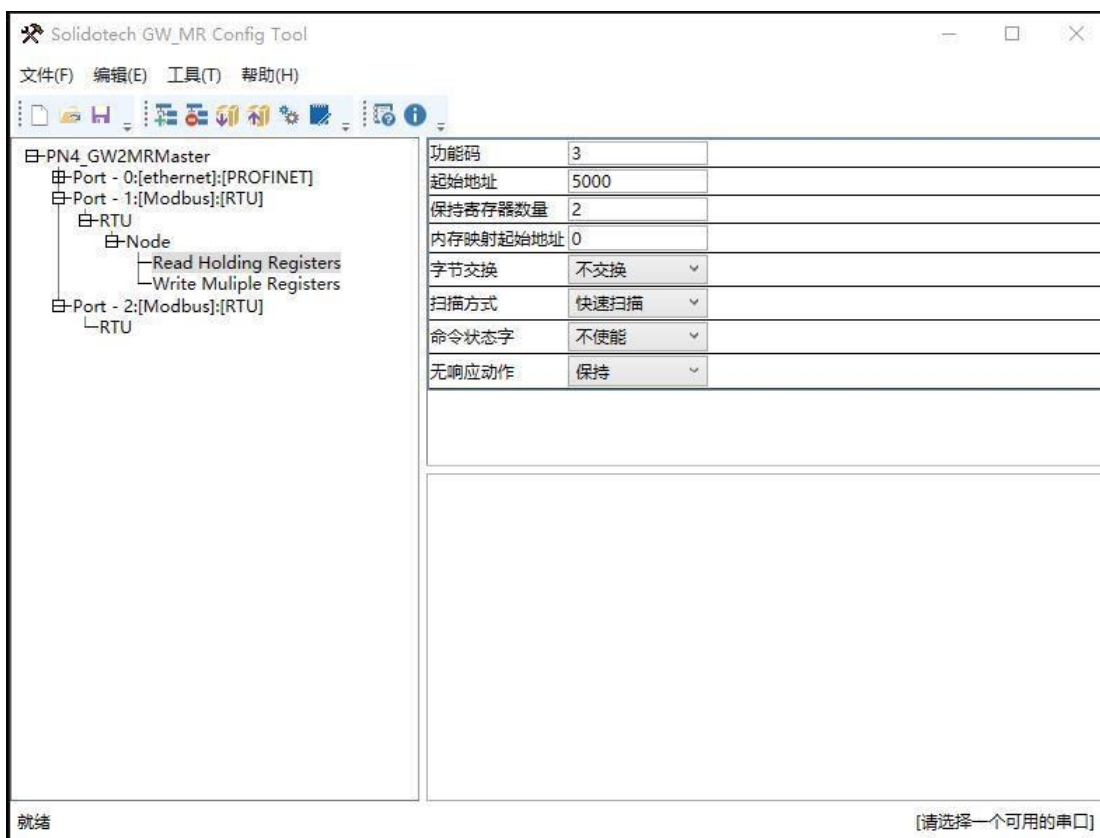 Solidotech GW_MR Config Tool
文件(F) 编辑(E) 工具(T) 帮助(H)
PN4_GW2MRMaster
Port - 0:[ethernet]:[PROFINET]
Port - 1:[Modbus]:[RTU]
RTU
Node
Read Holding Registers
Write Muliple Registers
Port - 2:[Modbus]:[RTU]
RTU
功能码 3
起始地址 5000
保持寄存器数量 2
内存映射起始地址 0
字节交换 不交换
扫描方式 快速扫描
命令状态字 不使能
无响应动作 保持
就绪 [请选择一个可用的串口]